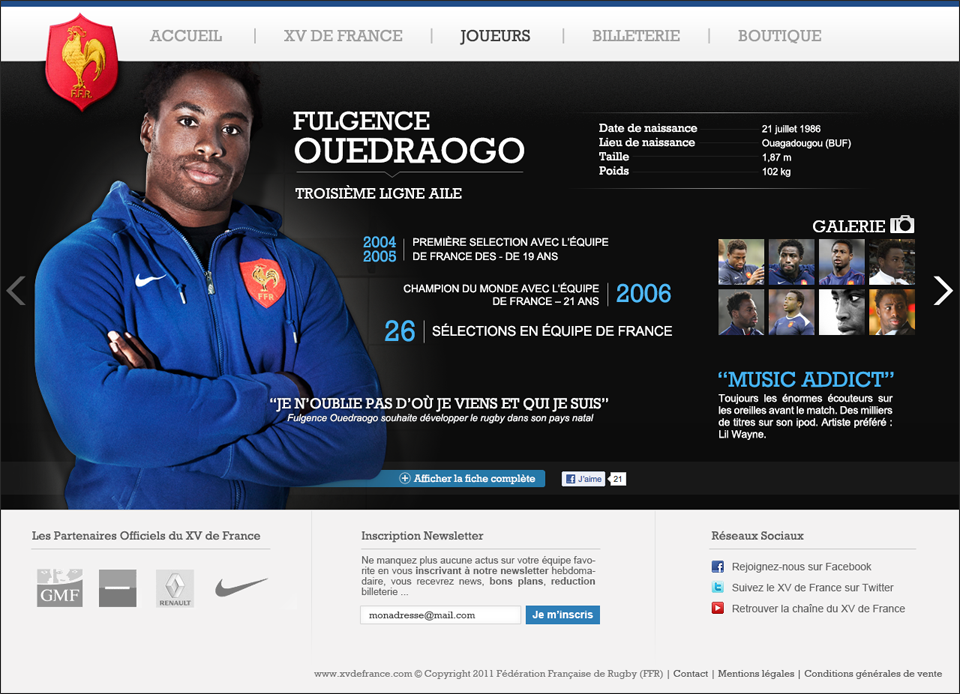 ACCUEIL | XV DE FRANCE | JOUEURS | BILLETERIE | BOUTIQUE
F.F.R.
FULGENCE
OUEDRAOGO
TROISIÈME LIGNE AILE
Date de naissance 21 juillet 1986
Lieu de naissance Ouagadougou (BUF)
Taille 1,87 m
Poids 102 kg
2004
2005
PREMIÈRE SELECTION AVEC L'ÉQUIPE
DE FRANCE DES - DE 19 ANS
CHAMPION DU MONDE AVEC L'ÉQUIPE
DE FRANCE – 21 ANS
2006
26 SÉLECTIONS EN ÉQUIPE DE FRANCE
FFR
GALERIE
“JE N'OUBLIE PAS D'OÙ JE VIENS ET QUI JE SUIS”
Fulgence Ouedraogo souhaite développer le rugby dans son pays natal
“MUSIC ADDICT”
Toujours les énormes écouteurs sur
les oreilles avant le match. Des milliers
de titres sur son ipod. Artiste préféré :
Lil Wayne.
Afficher la fiche complète
J'aime 21
Les Partenaires Officiels du XV de France
GMF
RENAULT
Inscription Newsletter
Ne manquez plus aucune actus sur votre équipe favo-
rite en vous inscrivant à notre newsletter hebdoma-
daire, vous recevrez news, bons plans, reduction
billeterie ...
monadresse@mail.com
Je m'inscris
Réseaux Sociaux
Rejoignez-nous sur Facebook
Suivez le XV de France sur Twitter
Retrouver la chaîne du XV de France
www.xvdefrance.com © Copyright 2011 Fédération Française de Rugby (FFR) | Contact | Mentions légales | Conditions générales de vente